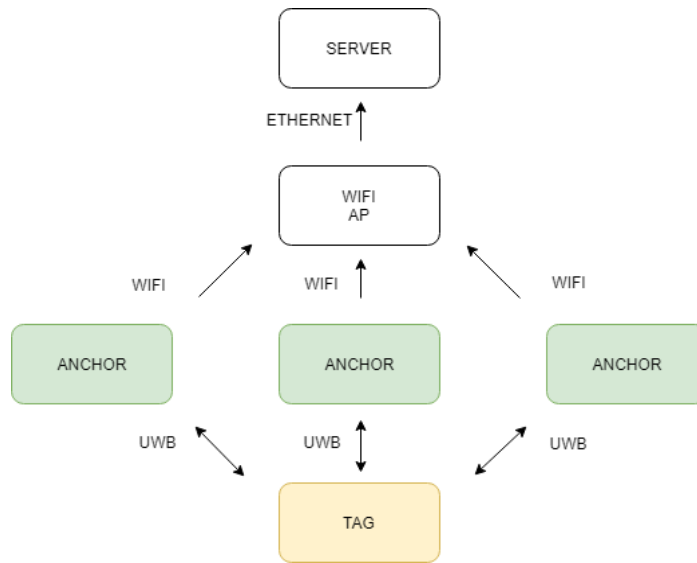 SERVER
ETHERNET
WIFI
AP
WIFI
WIFI
WIFI
ANCHOR
ANCHOR
ANCHOR
UWB
UWB
UWB
TAG